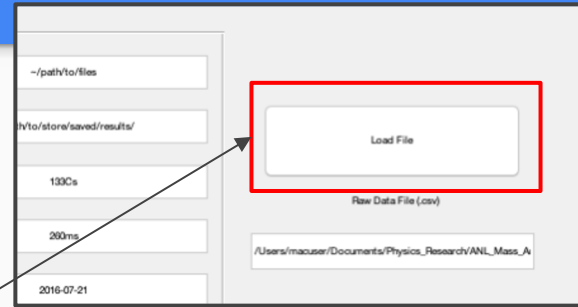 ~/path/to/files
h/to/store/saved/results/
133Cs
260ms
2016-07-21
Load File
Raw Data File (.csv)
/Users/macuser/Documents/Physics_Research/ANL_Mass_A